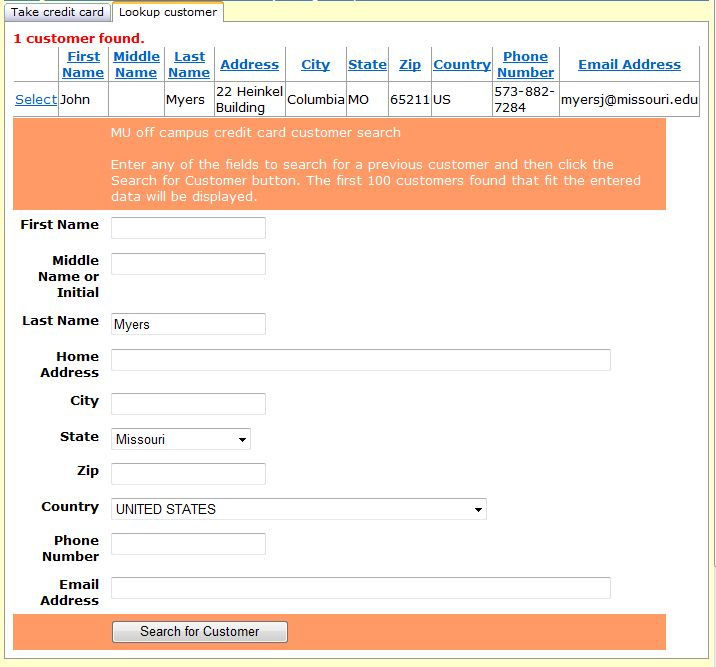 Take credit card Lookup customer
1 customer found.
First Name Middle Name Last Name Address City State Zip Country Phone Number Email Address
Select John Myers 22 Heinkel Building Columbia MO 65211 US 573-882-7284 myersj@missouri.edu
MU off campus credit card customer search
Enter any of the fields to search for a previous customer and then click the
Search for Customer button. The first 100 customers found that fit the entered
data will be displayed.
First Name
Middle
Name or
Initial
Last Name Myers
Home
Address
City
State Missouri
Zip
Country UNITED STATES
Phone
Number
Email
Address
Search for Customer